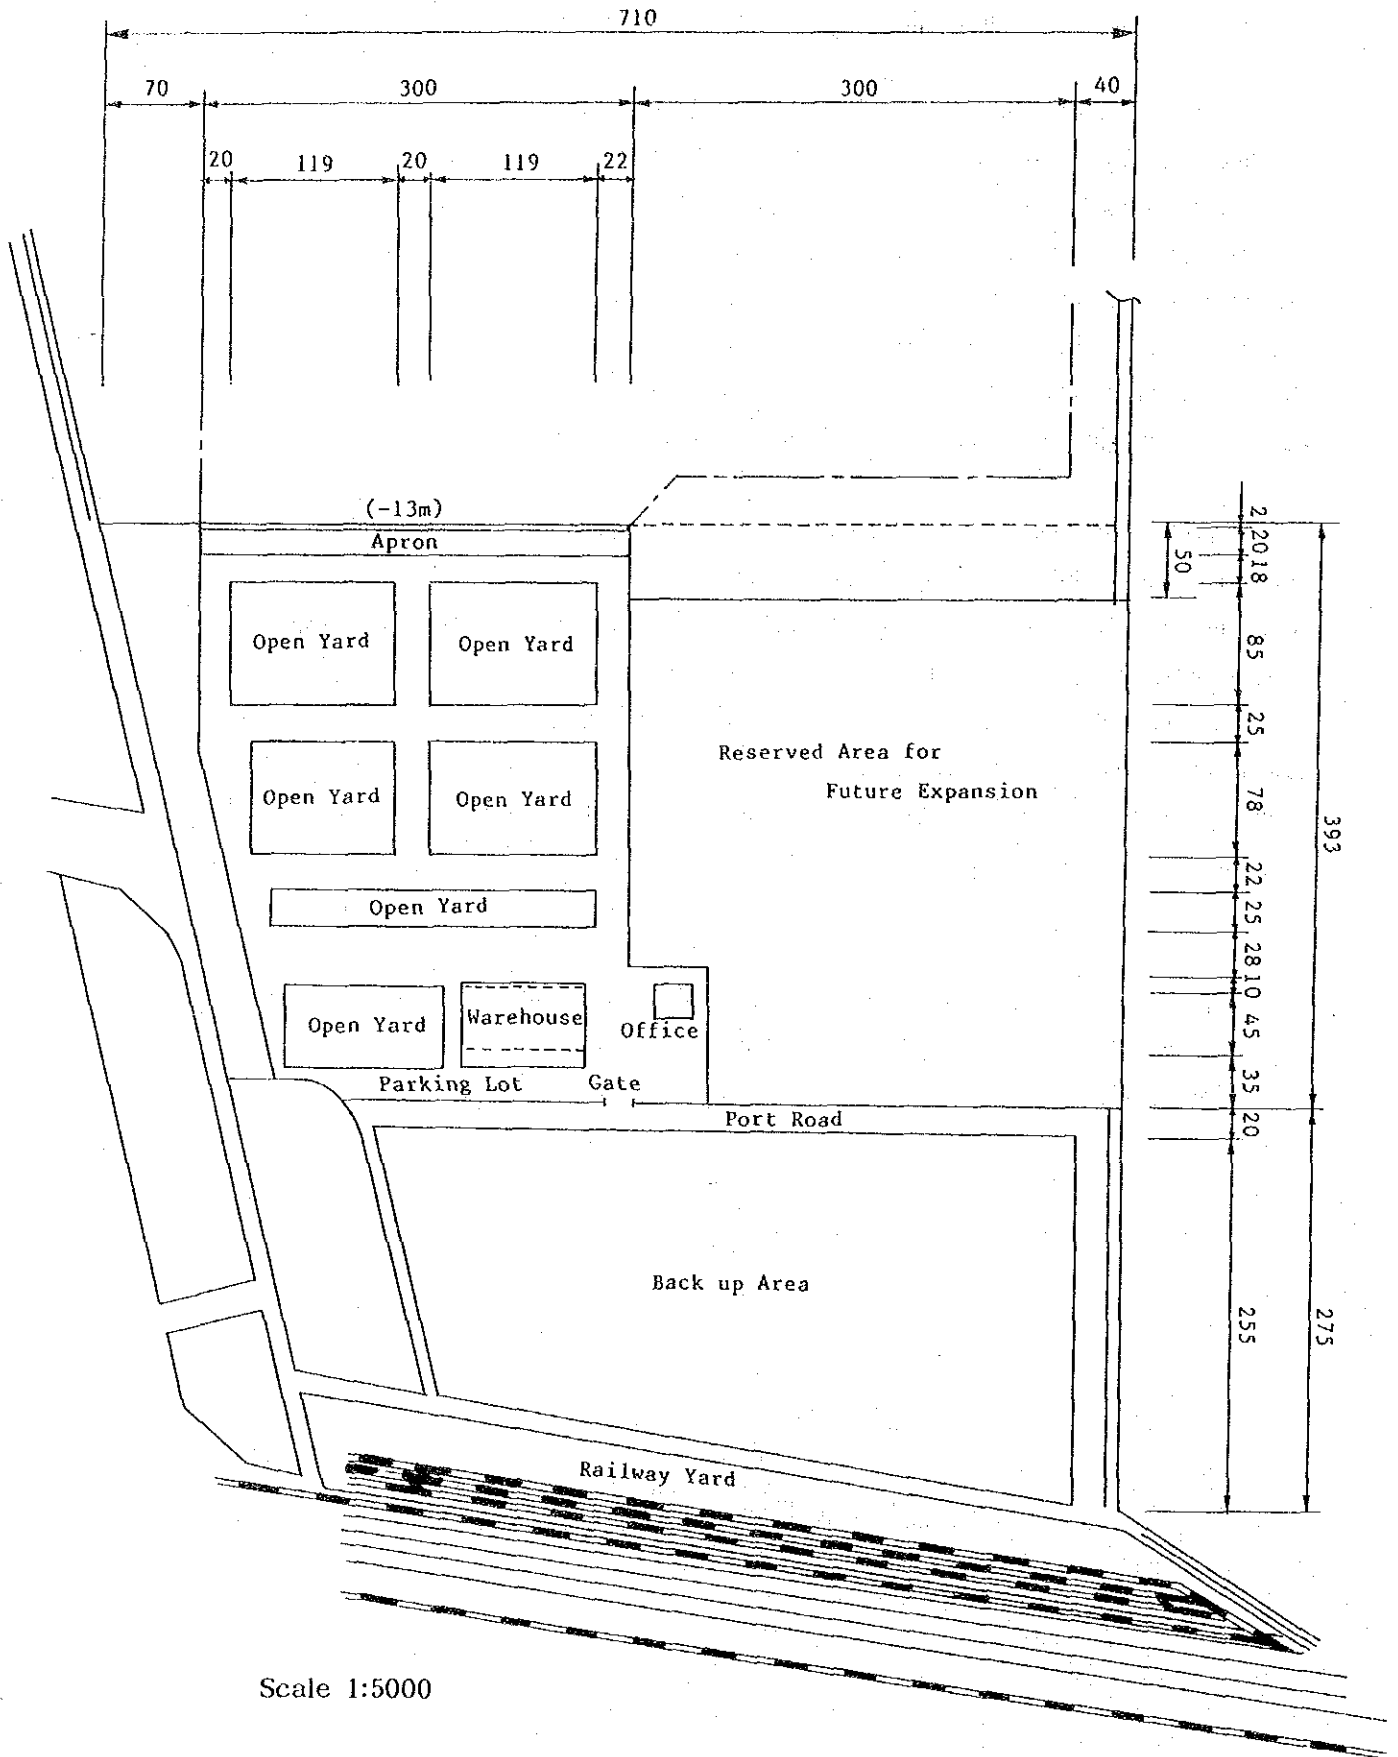 710
70
300
300
40
20
119
20
119
22
(-13m)
Apron
2
20
18
50
Open Yard
Open Yard
85
25
Reserved Area for
Future Expansion
Open Yard
Open Yard
78
393
22
25
Open Yard
28
10
Open Yard
Warehouse
Office
45
Parking Lot
Gate
35
Port Road
20
Back up Area
255
275
Railway Yard
Scale 1:5000